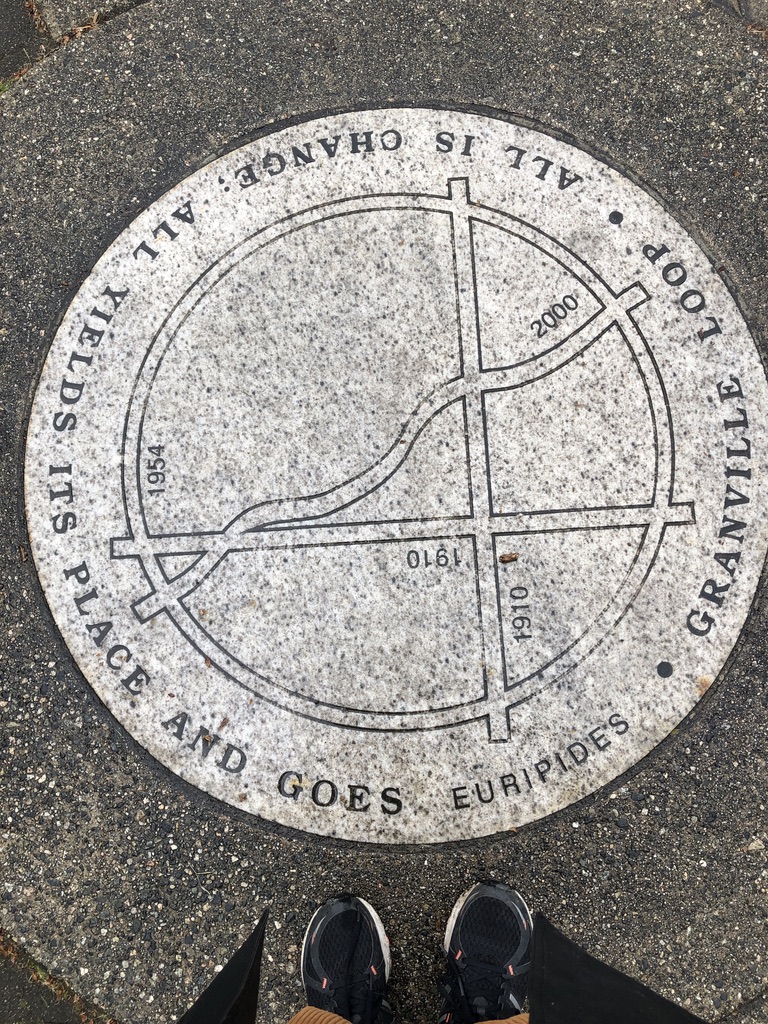 GRANVILLE LOOP
ALL IS CHANGE; ALL YIELDS ITS PLACE AND GOES
EURIPIDES
2000
1954
1910
1910